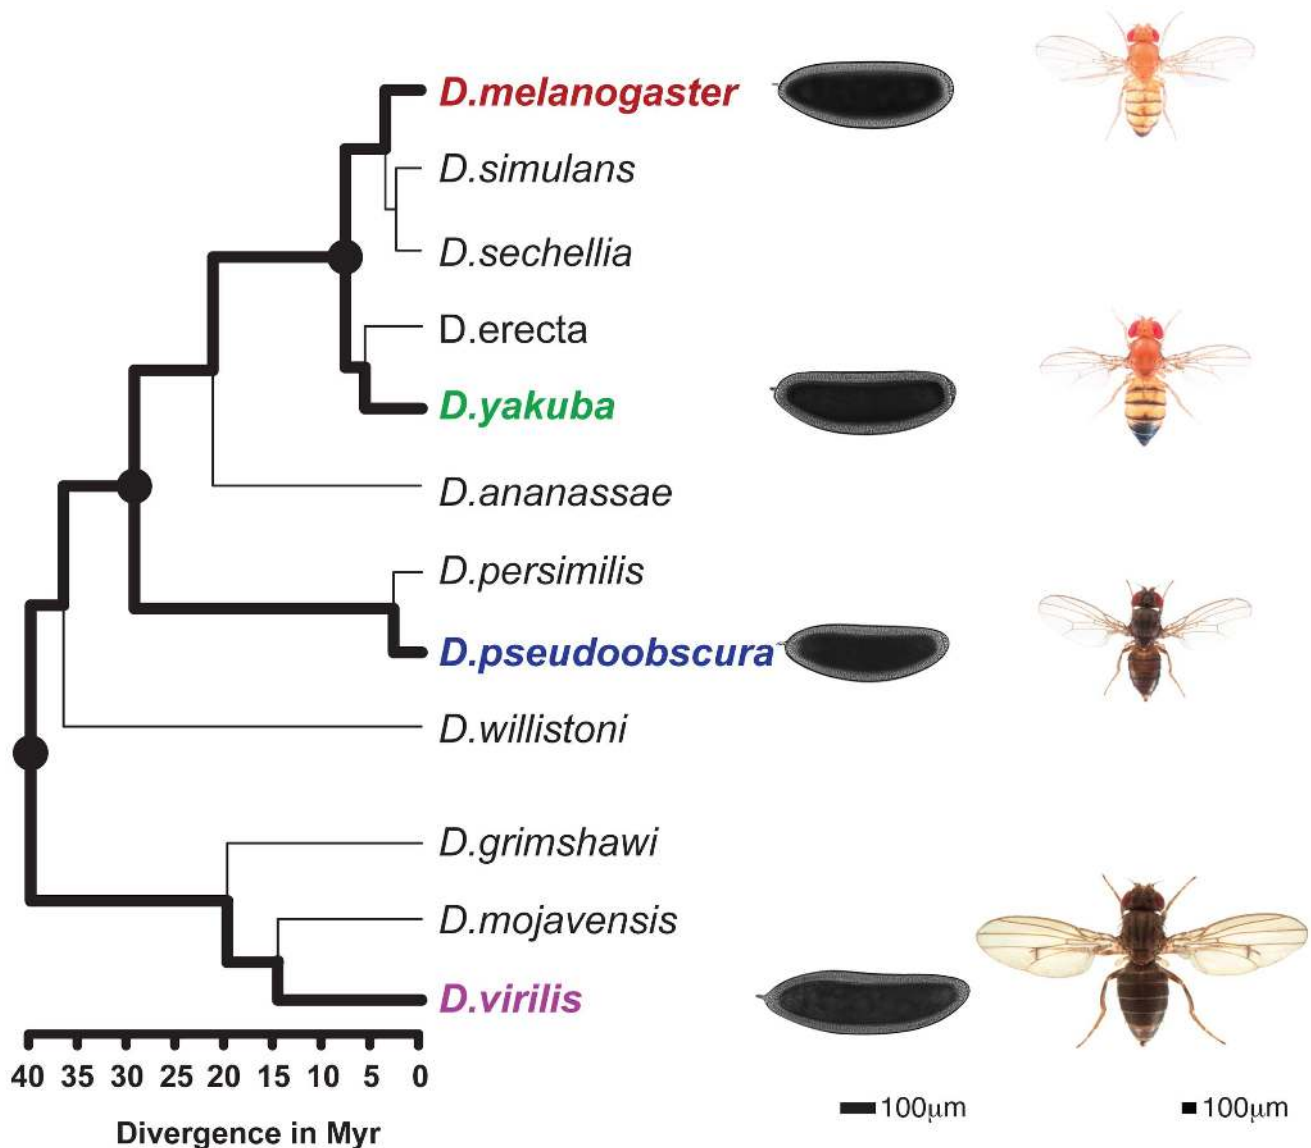 D.melanogaster
D.simulans
D.sechellia
D.erecta
D.yakuba
D.ananassae
D.persimilis
D.pseudoobscura
D.willistoni
D.grimshawi
D.mojavensis
D.virilis
40 35 30 25 20 15 10 5 0
Divergence in Myr
100μm
100μm